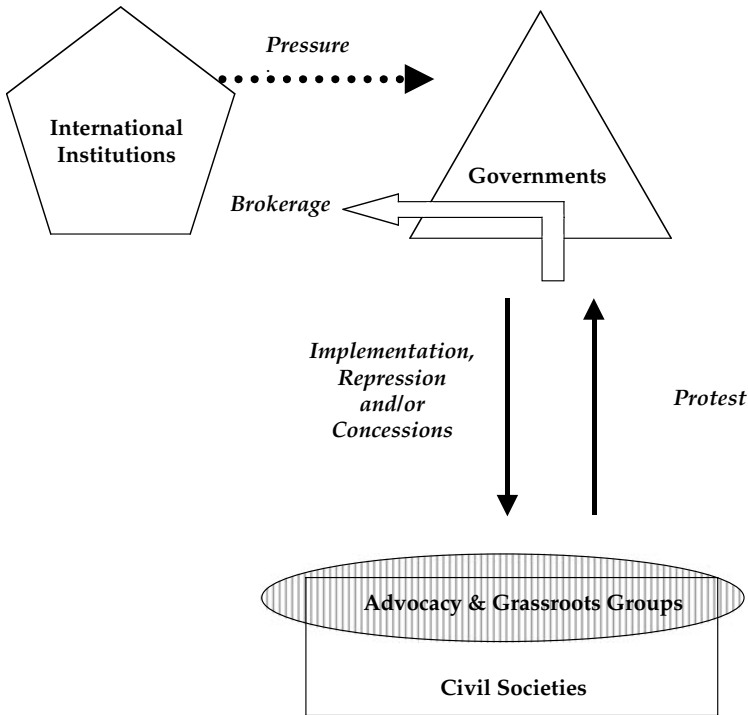 Pressure
International
Institutions
Governments
Brokerage
Implementation,
Repression
and/or
Concessions
Protest
Advocacy & Grassroots Groups
Civil Societies